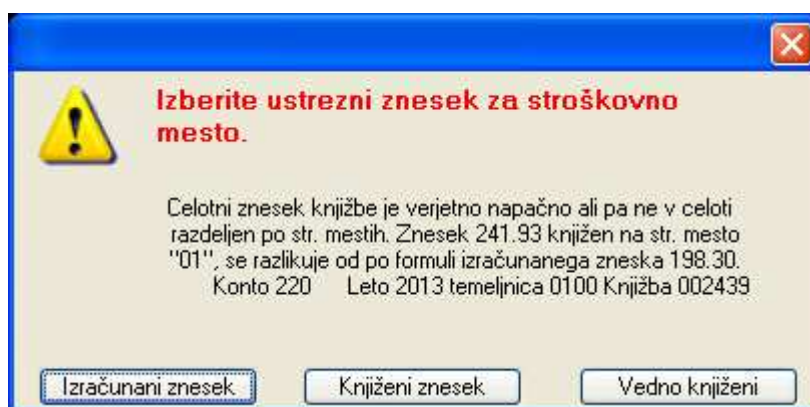 Izberite ustrezni znesek za stroškovno
mesto.
Celotni znesek knjižbe je verjetno napačno ali pa ne v celoti
razdeljen po str. mestih. Znesek 241.93 knjižen na str. mesto
"01", se razlikuje od po formuli izračunanega zneska 198.30.
Konto 220 Leto 2013 temeljnica 0100 Knjižba 002439
Izračunani znesek Knjiženi znesek Vedno knjiženi